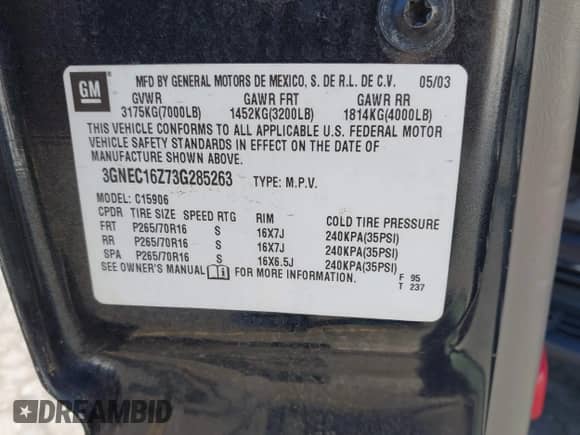 GM
MFD BY GENERAL MOTORS DE MEXICO, S. DE R.L. DE C.V. 05/03
GVWR GAWR FRT GAWR RR
3175KG(7000LB) 1452KG(3200LB) 1814KG(4000LB)
THIS VEHICLE CONFORMS TO ALL APPLICABLE U.S. FEDERAL MOTOR
VEHICLE SAFETY STANDARDS IN EFFECT ON THE DATE OF
MANUFACTURE SHOWN ABOVE.
3GNEC16Z73G285263 TYPE: M.P.V.
MODEL: C15906
CPDR TIRE SIZE SPEED RTG RIM COLD TIRE PRESSURE
FRT P265/70R16 S 16X7J 240KPA(35PSI)
RR P265/70R16 S 16X7J 240KPA(35PSI)
SPA P265/70R16 S 16X6.5J 240KPA(35PSI)
SEE OWNER'S MANUAL FOR MORE INFORMATION.
F 95
T 237
DREAMBID